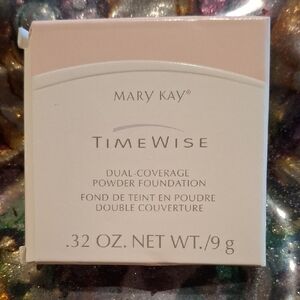 MARY KAY®
TIMEWISE
DUAL-COVERAGE
POWDER FOUNDATION
FOND DE TEINT EN POUDRE
DOUBLE COUVERTURE
.32 OZ. NET WT./9 g